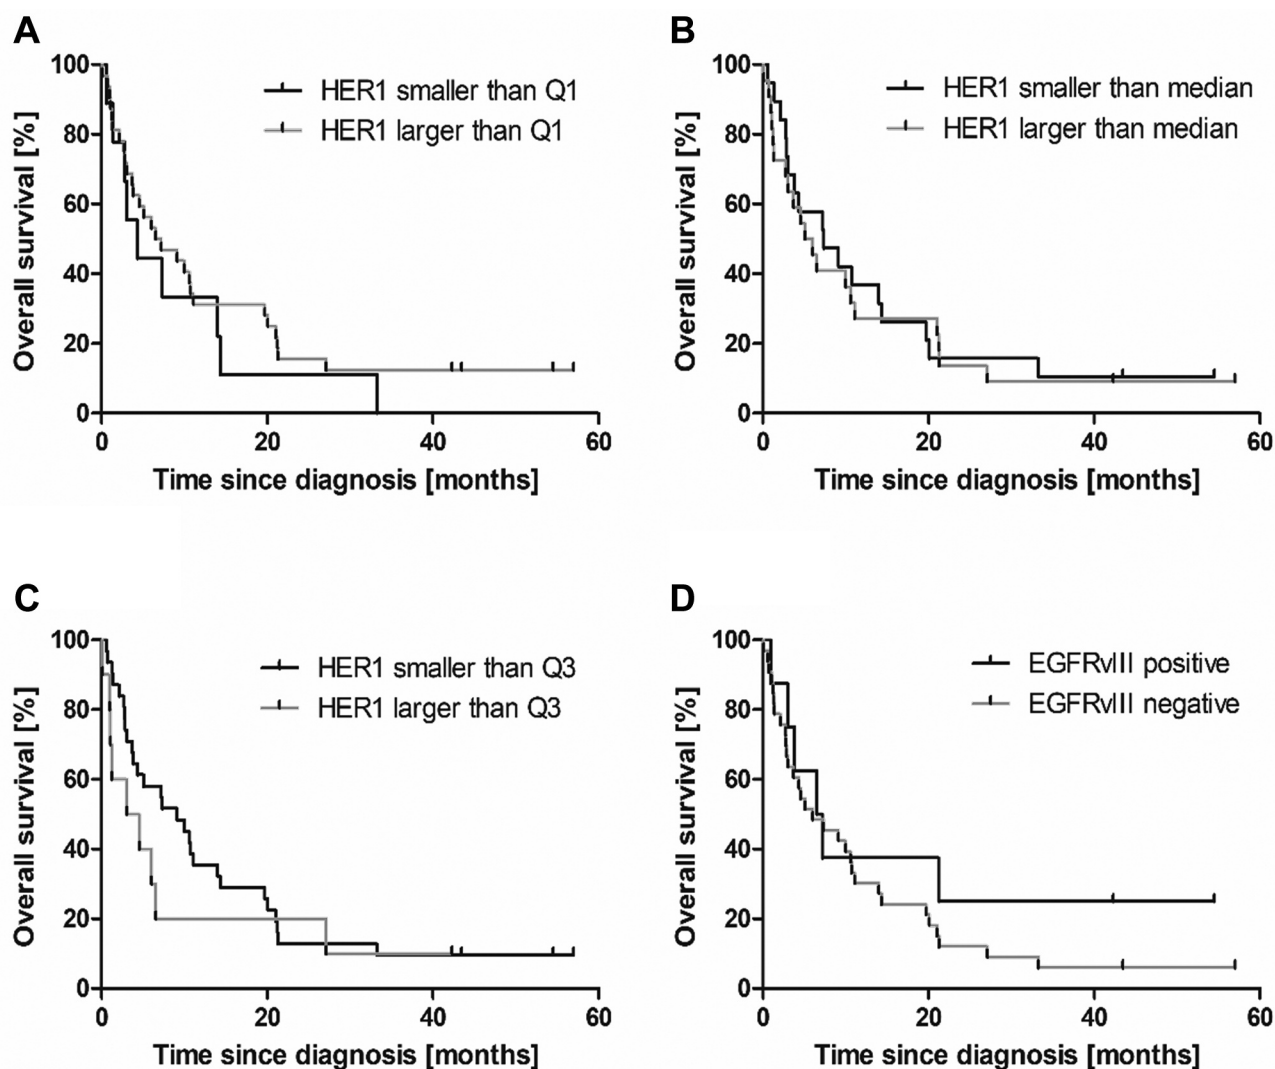 A
Overall survival [%]
100
80
60
40
20
0
HER1 smaller than Q1
HER1 larger than Q1
0 20 40 60
Time since diagnosis [months]
B
Overall survival [%]
100
80
60
40
20
0
HER1 smaller than median
HER1 larger than median
0 20 40 60
Time since diagnosis [months]
C
Overall survival [%]
100
80
60
40
20
0
HER1 smaller than Q3
HER1 larger than Q3
0 20 40 60
Time since diagnosis [months]
D
Overall survival [%]
100
80
60
40
20
0
EGFRvIII positive
EGFRvIII negative
0 20 40 60
Time since diagnosis [months]